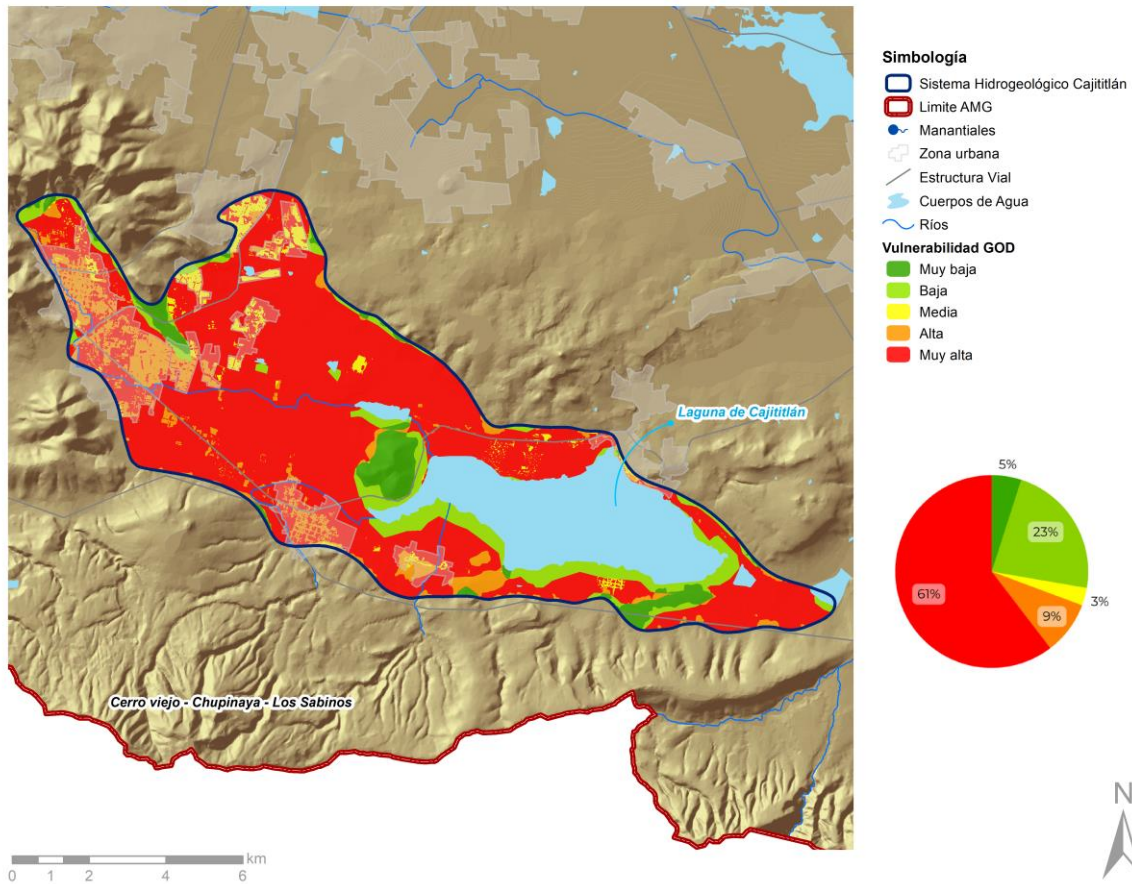 Simbología
Sistema Hidrogeológico Cajititlán
Limite AMG
Manantiales
Zona urbana
Estructura Vial
Cuerpos de Agua
Ríos
Vulnerabilidad GOD
Muy baja
Baja
Media
Alta
Muy alta
Laguna de Cajititlán
Cerro viejo - Chupinaya - Los Sabinos
5%
23%
3%
9%
61%
km
0 1 2 6
N